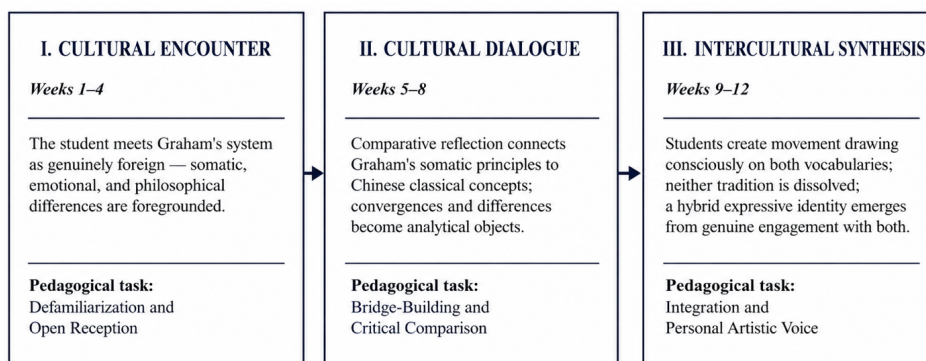 I. CULTURAL ENCOUNTER
Weeks 1–4
The student meets Graham's system
as genuinely foreign — somatic,
emotional, and philosophical
differences are foregrounded.
Pedagogical task:
Defamiliarization and
Open Reception
II. CULTURAL DIALOGUE
Weeks 5–8
Comparative reflection connects
Graham's somatic principles to
Chinese classical concepts;
convergences and differences
become analytical objects.
Pedagogical task:
Bridge-Building and
Critical Comparison
III. INTERCULTURAL SYNTHESIS
Weeks 9–12
Students create movement drawing
consciously on both vocabularies;
neither tradition is dissolved;
a hybrid expressive identity emerges
from genuine engagement with both.
Pedagogical task:
Integration and
Personal Artistic Voice